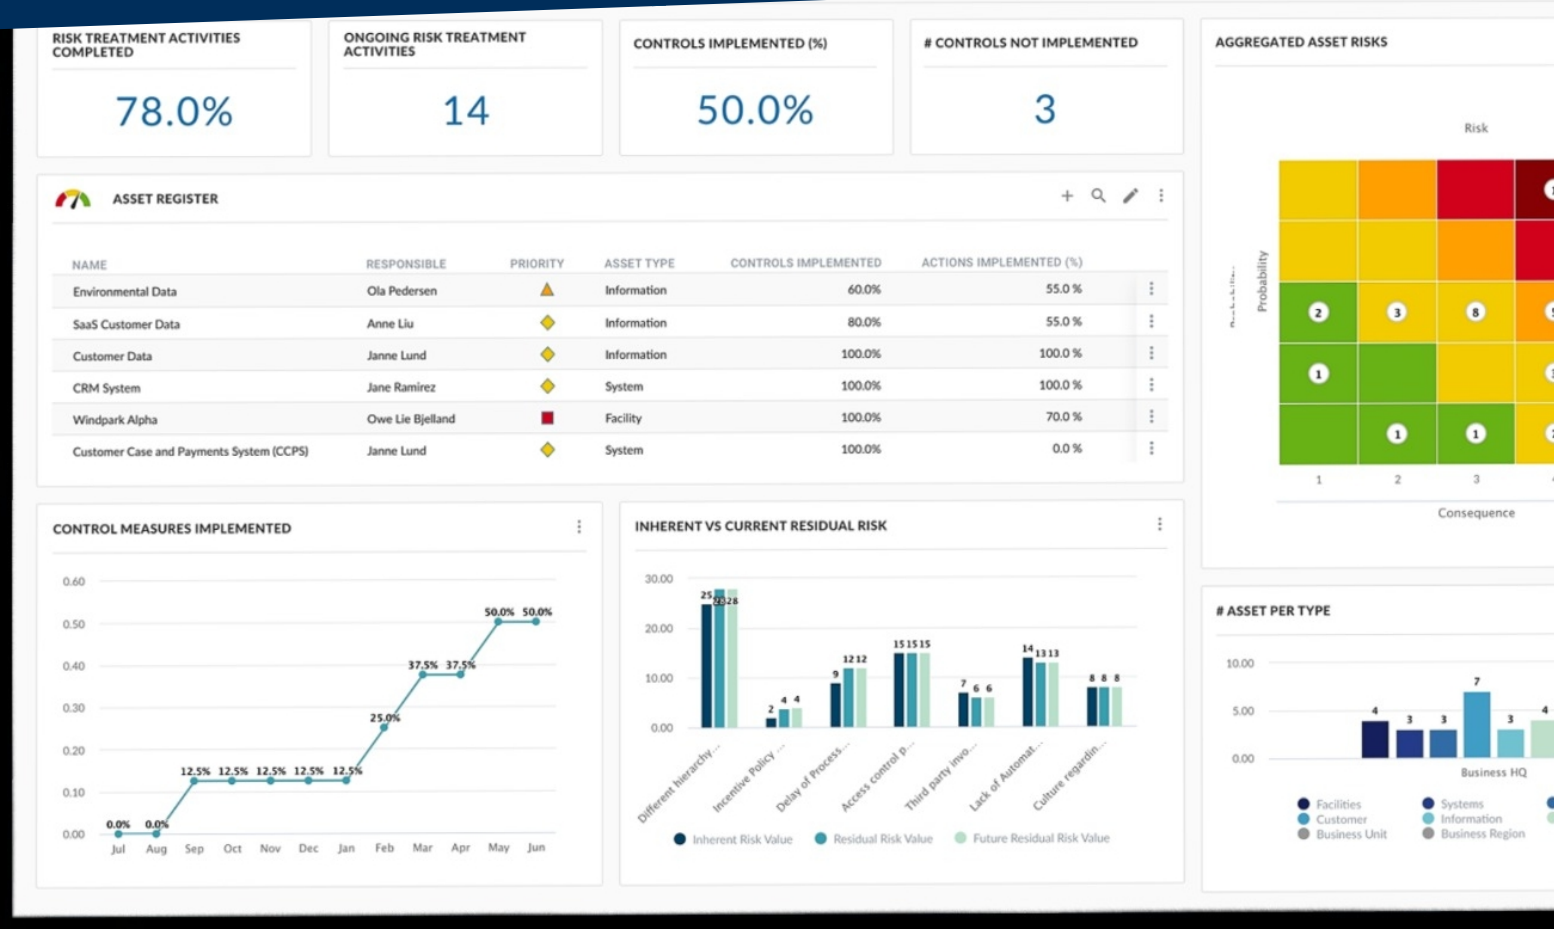 RISK TREATMENT ACTIVITIES
COMPLETED
78.0%
ONGOING RISK TREATMENT
ACTIVITIES
14
CONTROLS IMPLEMENTED (%)
50.0%
# CONTROLS NOT IMPLEMENTED
3
ASSET REGISTER
NAME RESPONSIBLE PRIORITY ASSET TYPE CONTROLS IMPLEMENTED ACTIONS IMPLEMENTED (%)
Environmental Data Ola Pedersen Information 60.0% 55.0 %
SaaS Customer Data Anne Liu Information 80.0% 55.0 %
Customer Data Janne Lund Information 100.0% 100.0 %
CRM System Jane Ramirez System 100.0% 100.0 %
Windpark Alpha Owe Lie Bjelland Facility 100.0% 70.0 %
Customer Case and Payments System (CCPS) Janne Lund System 100.0% 0.0 %
CONTROL MEASURES IMPLEMENTED
0.60
0.50
0.40
0.30
0.20
0.10
0.00
0.0% 0.0% 12.5% 12.5% 12.5% 12.5% 12.5% 25.0% 37.5% 37.5% 50.0% 50.0%
Jul Aug Sep Oct Nov Dec Jan Feb Mar Apr May Jun
INHERENT VS CURRENT RESIDUAL RISK
30.00
20.00
10.00
0.00
25 28
2 4 4
9 12 12
15 15 15
7 6 6
14 13 13
8 8 8
Different hierarchy...
Incentive Policy ...
Delay of Process...
Access control p...
Third party invo...
Lack of Automat...
Culture regardin...
Inherent Risk Value Residual Risk Value Future Residual Risk Value
AGGREGATED ASSET RISKS
Risk
Probability
2 3 8
1
1 1
1 2 3
Consequence
# ASSET PER TYPE
10.00
5.00
0.00
4 3 3 7 3 4
Business HQ
Facilities Systems
Customer Information
Business Unit Business Region